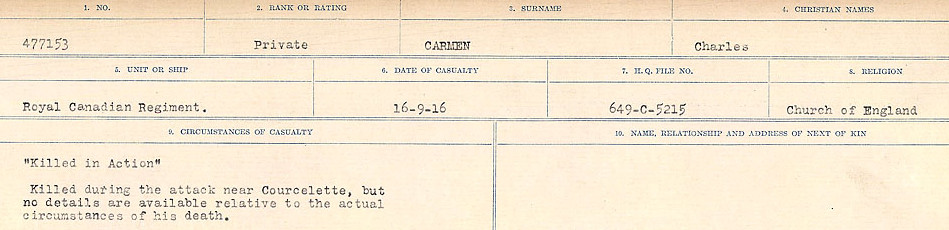 1. NO. 2. RANK OR RATING 3. SURNAME 4. CHRISTIAN NAMES
477153 Private CARMEN Charles
5. UNIT OR SHIP 6. DATE OF CASUALTY 7. H.Q. FILE NO. 8. RELIGION
Royal Canadian Regiment. 16-9-16 649-C-5215 Church of England
9. CIRCUMSTANCES OF CASUALTY 10. NAME, RELATIONSHIP AND ADDRESS OF NEXT OF KIN
"Killed in Action"
Killed during the attack near Courcelette, but
no details are available relative to the actual
circumstances of his death.